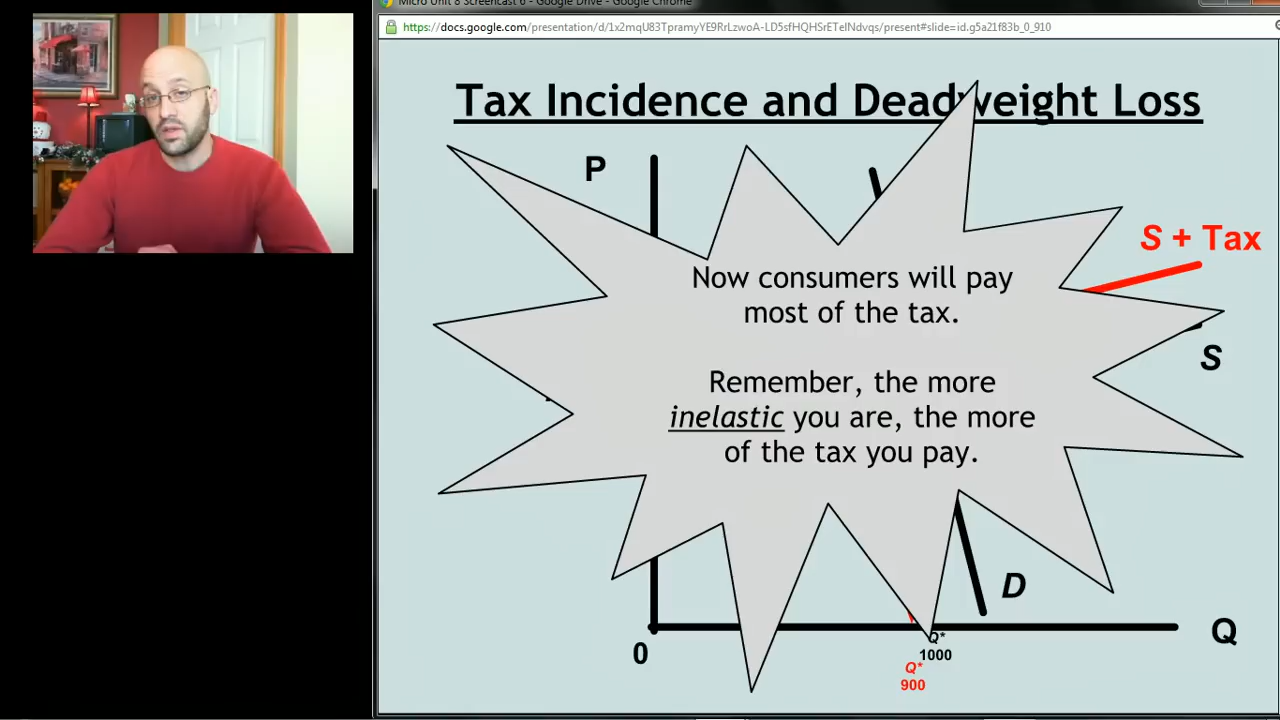 Micro Unit 8 Screencast 6 - Google Drive - Google Chrome
https://docs.google.com/presentation/d/1x2mqU83TpramyYE9RrLzwoA-LD5sfHQHSrETelNdvqs/present#slide=id.g5a21f83b_0_910
Tax Incidence and Deadweight Loss
P
S + Tax
Now consumers will pay
most of the tax.
S
Remember, the more
inelastic you are, the more
of the tax you pay.
D
Q
0
Q*
1000
Q*
900